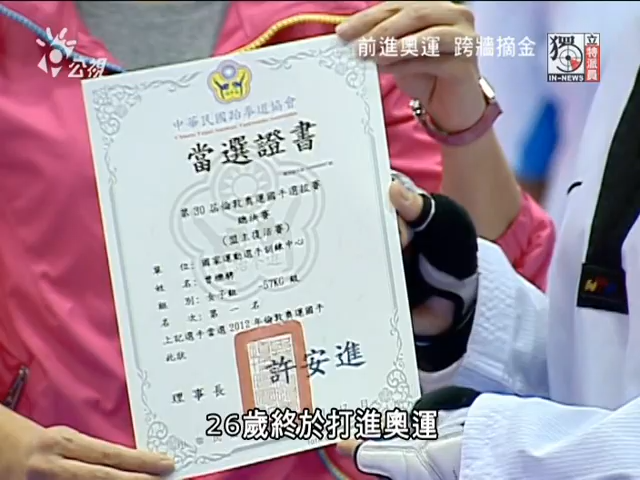 公視
前進奧運 跨牆摘金
獨立特派員
IN-NEWS
中華民國跆拳道協會
當選證書
第30屆倫敦奧運國手選拔賽
總決賽
(盟主復活賽)
單 位:國家運動選手訓練中心
姓 名:曾櫟騁
組 別:女子組 -57KG 級
名 次:第一名
上記選手當選2012年倫敦奧運國手
此狀
理事長 許安進
26歲終於打進奧運